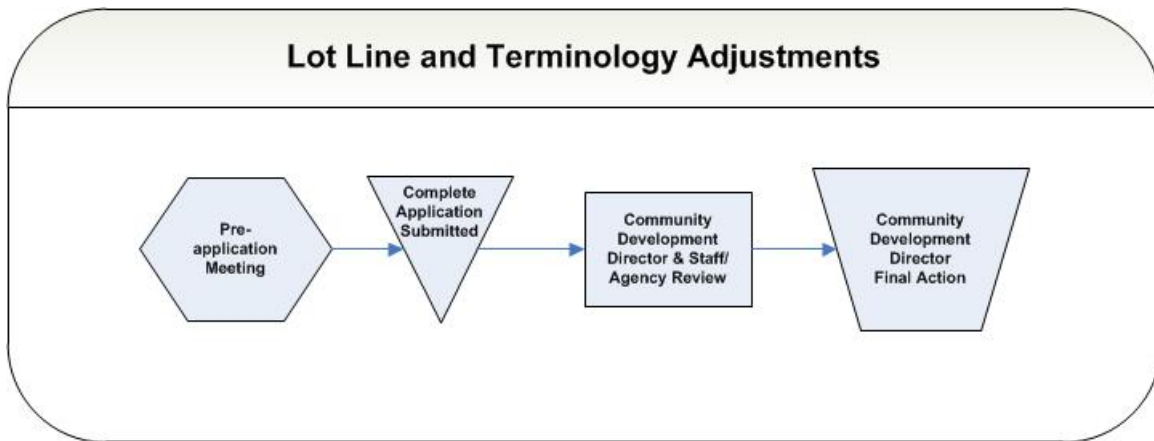 Lot Line and Terminology Adjustments
Pre-
application
Meeting
Complete
Application
Submitted
Community
Development
Director & Staff/
Agency Review
Community
Development
Director
Final Action